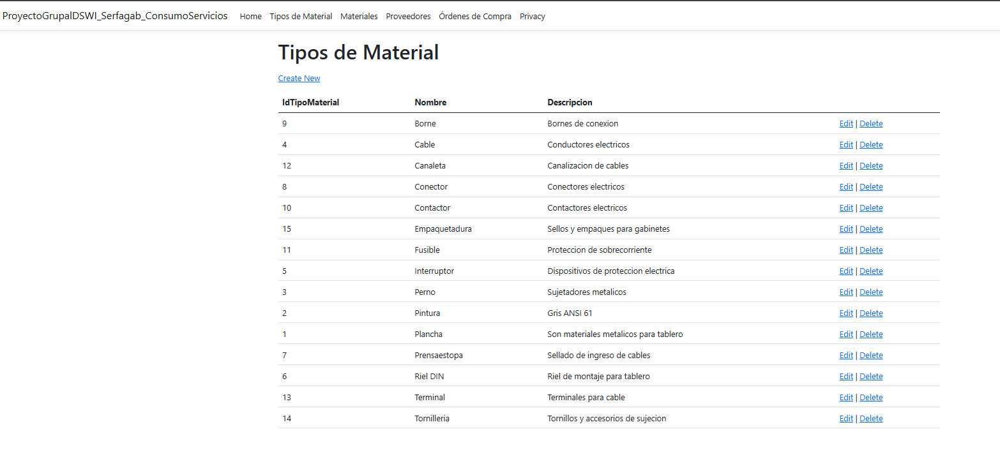 ProyectoGrupalDSWI_Serfagab_ConsumoServicios Home Tipos de Material Materiales Proveedores Órdenes de Compra Privacy
Tipos de Material
Create New
IdTipoMaterial Nombre Descripcion
9 Borne Bornes de conexion Edit | Delete
4 Cable Conductores electricos Edit | Delete
12 Canaleta Canalizacion de cables Edit | Delete
8 Conector Conectores electricos Edit | Delete
10 Contactor Contactores electricos Edit | Delete
15 Empaquetadura Sellos y empaques para gabinetes Edit | Delete
11 Fusible Proteccion de sobrecorriente Edit | Delete
5 Interruptor Dispositivos de proteccion electrica Edit | Delete
3 Perno Sujetadores metalicos Edit | Delete
2 Pintura Gris ANSI 61 Edit | Delete
1 Plancha Son materiales metalicos para tablero Edit | Delete
7 Prensaestopa Sellado de ingreso de cables Edit | Delete
6 Riel DIN Riel de montaje para tablero Edit | Delete
13 Terminal Terminales para cable Edit | Delete
14 Tornilleria Tornillos y accesorios de sujecion Edit | Delete